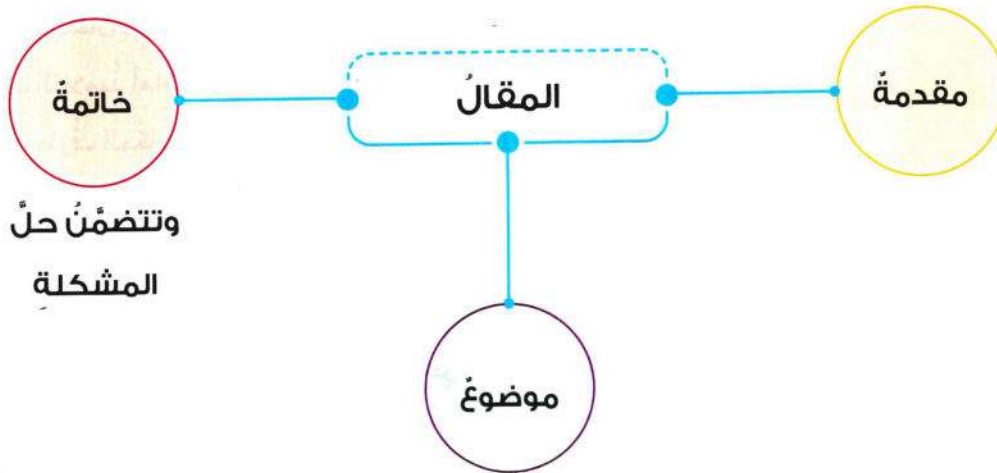 مقدمةٌ
المقالُ
خاتمةٌ
وتتضمَّنُ حلَّ
المشكلةِ
موضوعٌ